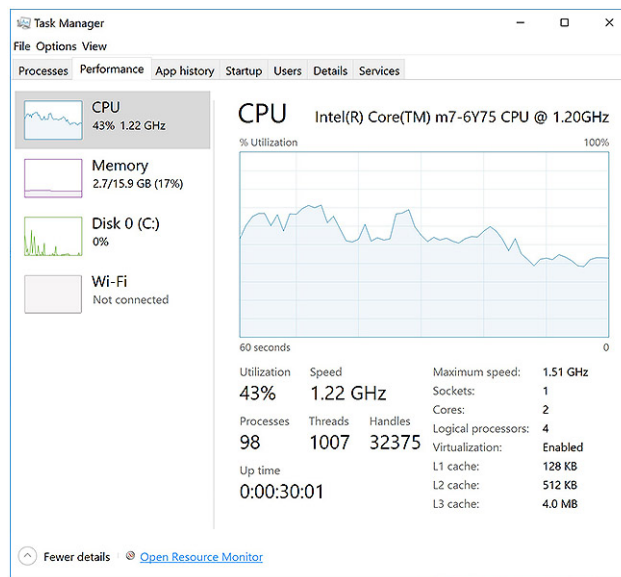 Task Manager
File Options View
Processes Performance App history Startup Users Details Services
CPU
43% 1.22 GHz
Memory
2.7/15.9 GB (17%)
Disk 0 (C:)
0%
Wi-Fi
Not connected
CPU Intel(R) Core(TM) m7-6Y75 CPU @ 1.20GHz
% Utilization 100%
60 seconds 0
Utilization Speed
43% 1.22 GHz
Processes Threads Handles
98 1007 32375
Up time
0:00:30:01
Maximum speed: 1.51 GHz
Sockets: 1
Cores: 2
Logical processors: 4
Virtualization: Enabled
L1 cache: 128 KB
L2 cache: 512 KB
L3 cache: 4.0 MB
Fewer details Open Resource Monitor